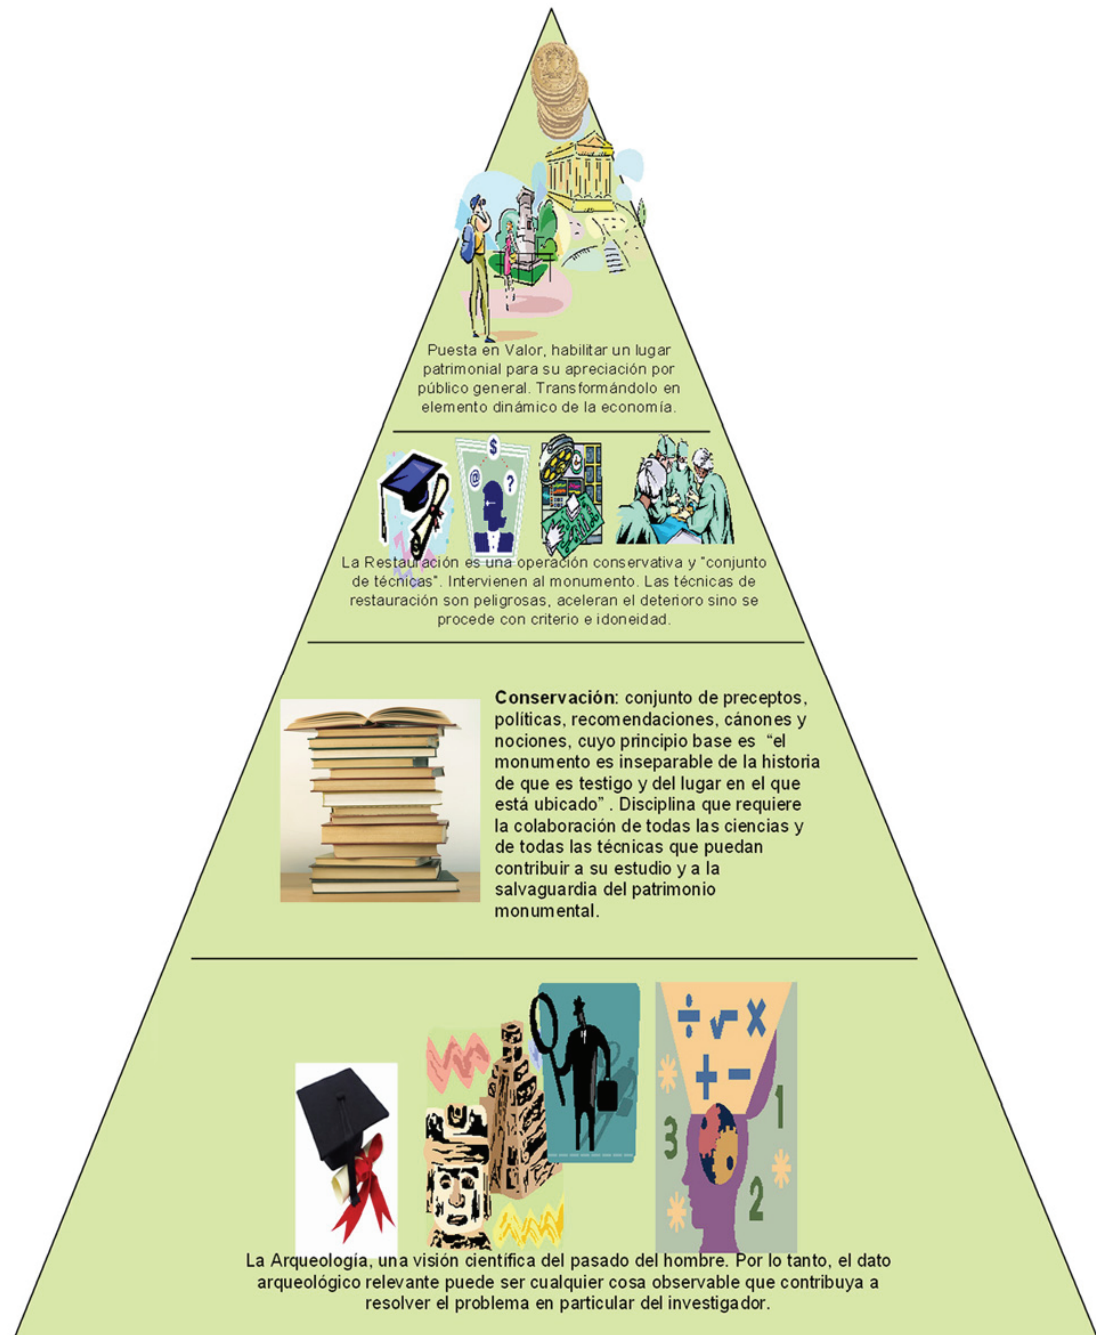 Puesta en Valor, habilitar un lugar
patrimonial para su apreciación por
público general. Transformándolo en
elemento dinámico de la economía.
$
@
?
La Restauración es una operación conservativa y "conjunto
de técnicas". Intervienen al monumento. Las técnicas de
restauración son peligrosas, aceleran el deterioro sino se
procede con criterio e idoneidad.
Conservación: conjunto de preceptos,
políticas, recomendaciones, cánones y
nociones, cuyo principio base es "el
monumento es inseparable de la historia
de que es testigo y del lugar en el que
está ubicado" . Disciplina que requiere
la colaboración de todas las ciencias y
de todas las técnicas que puedan
contribuir a su estudio y a la
salvaguardia del patrimonio
monumental.
÷ √ ×
+ −
3
1
2
La Arqueología, una visión científica del pasado del hombre. Por lo tanto, el dato
arqueológico relevante puede ser cualquier cosa observable que contribuya a
resolver el problema en particular del investigador.